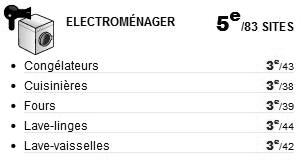 ELECTROMÉNAGER 5e/83 SITES
• Congélateurs 3e/43
• Cuisinières 3e/38
• Fours 3e/39
• Lave-linges 3e/44
• Lave-vaisselles 3e/42